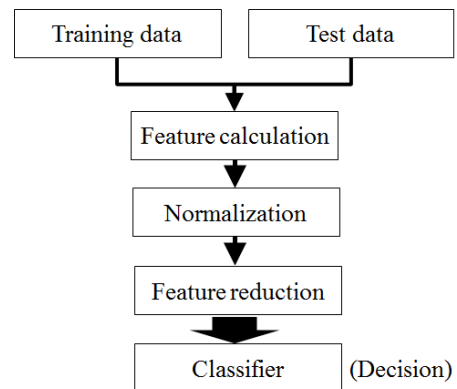 Training data
Test data
Feature calculation
Normalization
Feature reduction
Classifier (Decision)